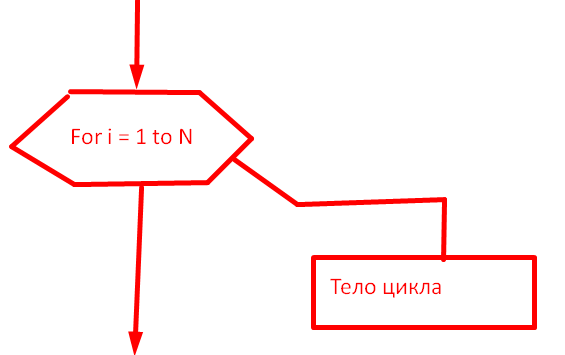 For i = 1 to N
Тело цикла